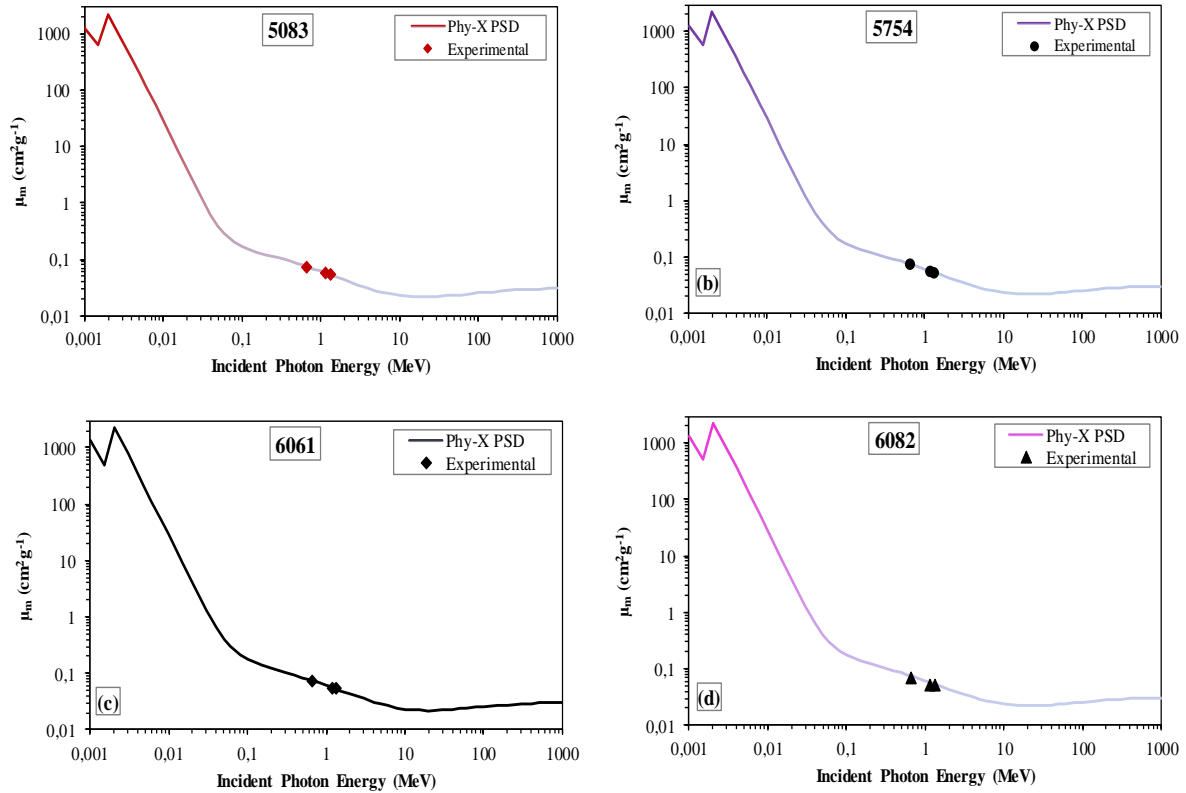 5083
Phy-X PSD
Experimental
1000
100
10
1
0,1
0,01
μm (cm²g⁻¹)
0,001 0,01 0,1 1 10 100 1000
Incident Photon Energy (MeV)
5754
Phy-X PSD
Experimental
1000
100
10
1
0,1
0,01
μm (cm²g⁻¹)
(b)
0,001 0,01 0,1 1 10 100 1000
Incident Photon Energy (MeV)
6061
Phy-X PSD
Experimental
1000
100
10
1
0,1
0,01
μm (cm²g⁻¹)
(c)
0,001 0,01 0,1 1 10 100 1000
Incident Photon Energy (MeV)
6082
Phy-X PSD
Experimental
1000
100
10
1
0,1
0,01
μm (cm²g⁻¹)
(d)
0,001 0,01 0,1 1 10 100 1000
Incident Photon Energy (MeV)